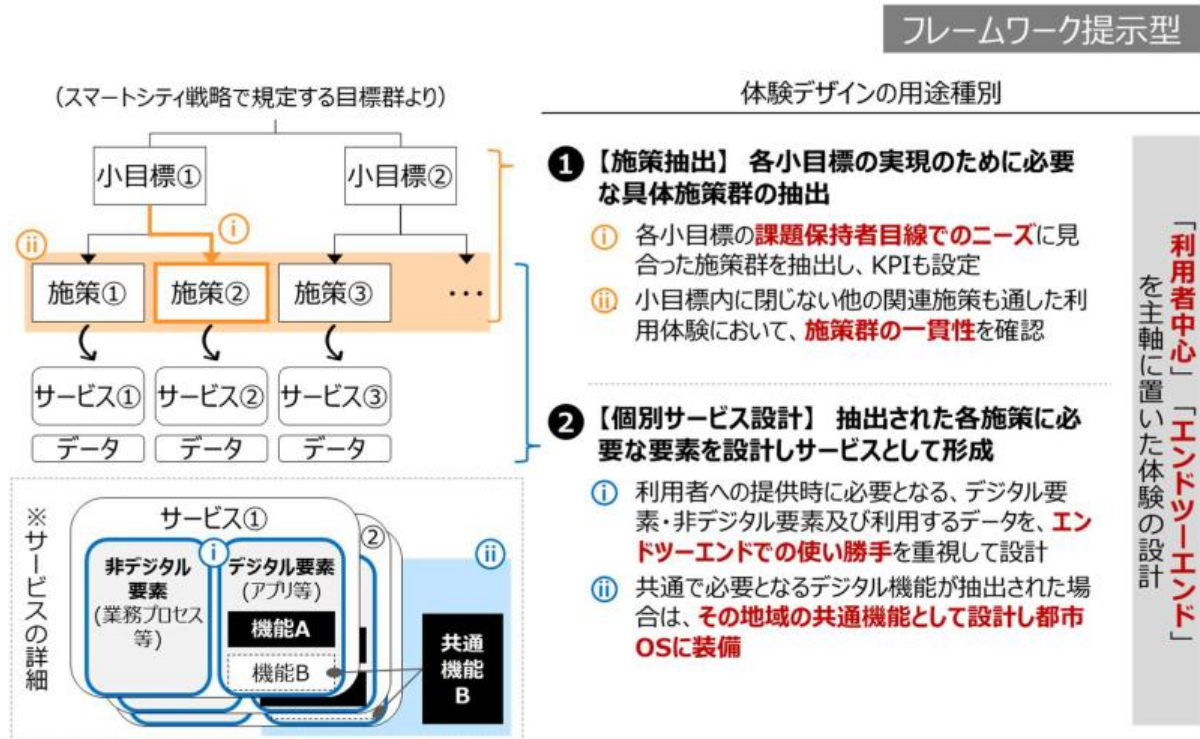 フレームワーク提示型
（スマートシティ戦略で規定する目標群より）
小目標①
小目標②
ⅰ
ⅱ
施策①
施策②
施策③
…
サービス①
サービス②
サービス③
データ
データ
データ
※サービスの詳細
サービス①
②
ⅰ
ⅱ
非デジタル
要素
(業務プロセス
等)
デジタル要素
(アプリ等)
機能A
機能B
共通
機能
B
体験デザインの用途種別
❶【施策抽出】 各小目標の実現のために必要
な具体施策群の抽出
ⅰ 各小目標の課題保持者目線でのニーズに見
合った施策群を抽出し、KPIも設定
ⅱ 小目標内に閉じない他の関連施策も通した利
用体験において、施策群の一貫性を確認
❷【個別サービス設計】 抽出された各施策に必
要な要素を設計しサービスとして形成
ⅰ 利用者への提供時に必要となる、デジタル要
素・非デジタル要素及び利用するデータを、エン
ドツーエンドでの使い勝手を重視して設計
ⅱ 共通で必要となるデジタル機能が抽出された場
合は、その地域の共通機能として設計し都市
OSに装備
「利用者中心」「エンドツーエンド」
を主軸に置いた体験の設計